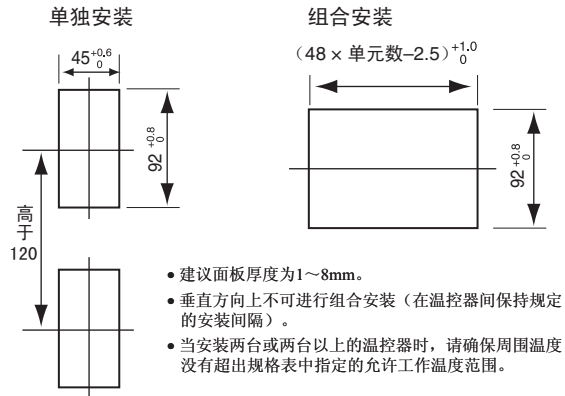 单独安装
组合安装
45 +0.6 0
(48 × 单元数–2.5) +1.0 0
92 +0.8 0
92 +0.8 0
高于
120
• 建议面板厚度为1～8mm。
• 垂直方向上不可进行组合安装（在温控器间保持规定
的安装间隔）。
• 当安装两台或两台以上的温控器时，请确保周围温度
没有超出规格表中指定的允许工作温度范围。